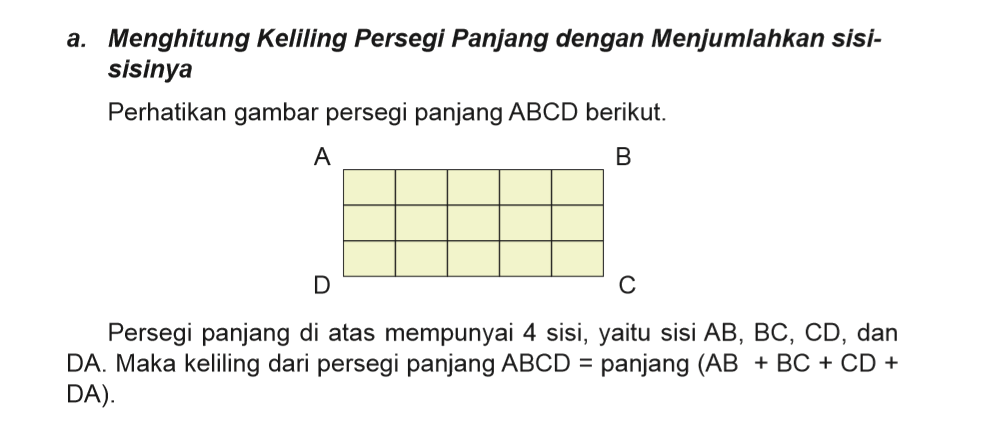 a. Menghitung Keliling Persegi Panjang dengan Menjumlahkan sisi-
sisinya
Perhatikan gambar persegi panjang ABCD berikut.
A B
D C
Persegi panjang di atas mempunyai 4 sisi, yaitu sisi AB, BC, CD, dan
DA. Maka keliling dari persegi panjang ABCD = panjang (AB + BC + CD +
DA).